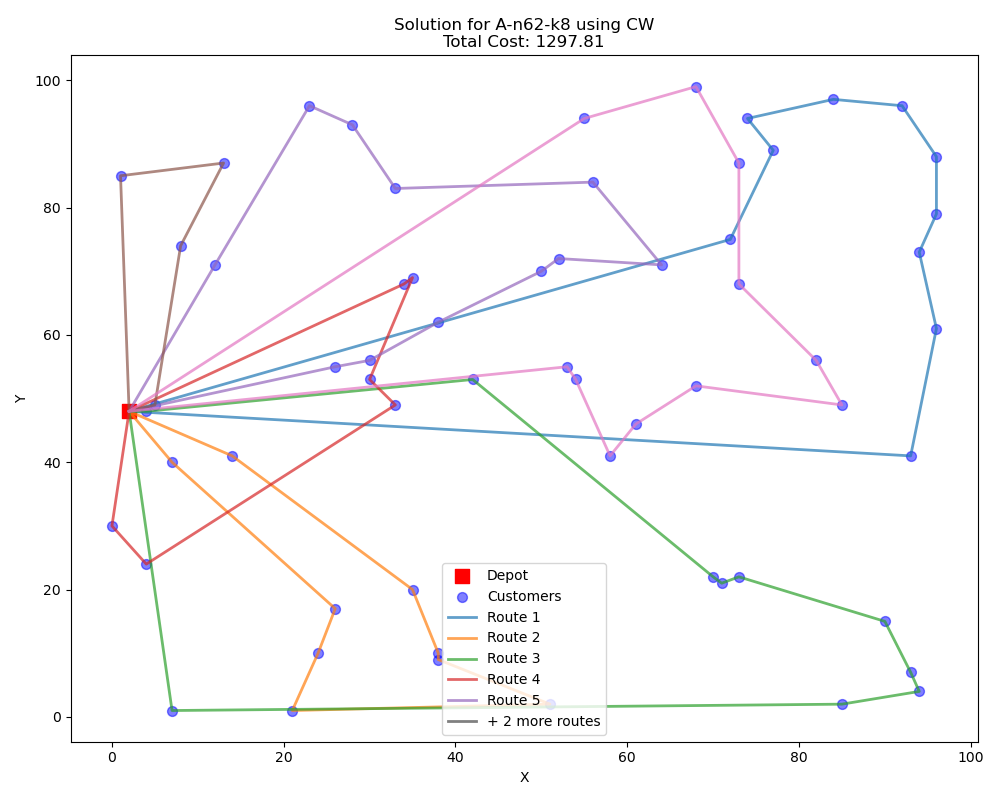 Solution for A-n62-k8 using CW
Total Cost: 1297.81
Y
100
80
60
40
20
0
Depot
Customers
Route 1
Route 2
Route 3
Route 4
Route 5
+ 2 more routes
0 20 40 60 80 100
X